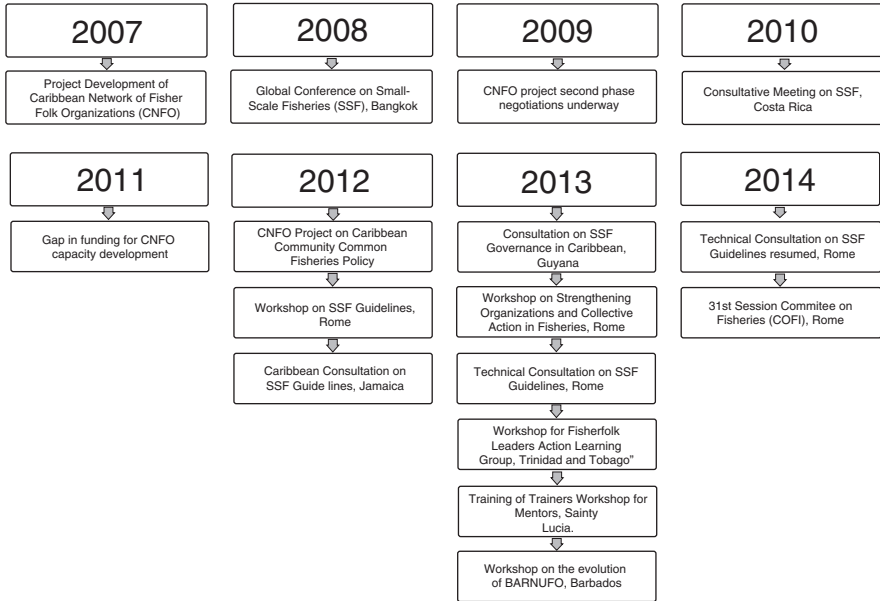 2007
Project Development of
Caribbean Network of Fisher
Folk Organizations (CNFO)
2008
Global Conference on Small-
Scale Fisheries (SSF), Bangkok
2009
CNFO project second phase
negotiations underway
2010
Consultative Meeting on SSF,
Costa Rica
2011
Gap in funding for CNFO
capacity development
2012
CNFO Project on Caribbean
Community Common
Fisheries Policy
Workshop on SSF Guidelines,
Rome
Caribbean Consultation on
SSF Guide lines, Jamaica
2013
Consultation on SSF
Governance in Caribbean,
Guyana
Workshop on Strengthening
Organizations and Collective
Action in Fisheries, Rome
Technical Consultation on SSF
Guidelines, Rome
Workshop for Fisherfolk
Leaders Action Learning
Group, Trinidad and Tobago"
Training of Trainers Workshop for
Mentors, Sainty
Lucia.
Workshop on the evolution
of BARNUFO, Barbados
2014
Technical Consultation on SSF
Guidelines resumed, Rome
31st Session Commitee on
Fisheries (COFI), Rome